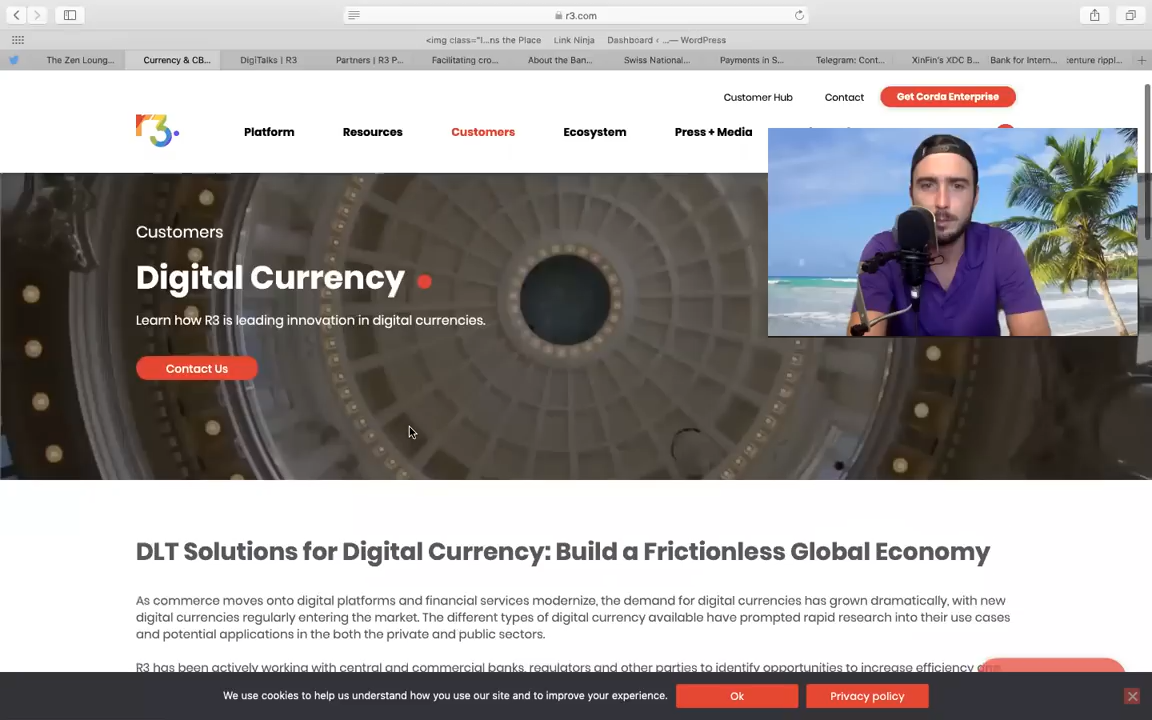 r3.com
<img class="l...ns the Place
Link Ninja
Dashboard ‹ ...— WordPress
The Zen Loung...
Currency & CB...
DigiTalks | R3
Partners | R3 P...
Facilitating cro...
About the Ban...
Swiss National...
Payments in S...
Telegram: Cont...
XinFin's XDC B...
Bank for Intern...
:enture rippl...
Customer Hub
Contact
Get Corda Enterprise
r3.
Platform
Resources
Customers
Ecosystem
Press + Media
Customers
Digital Currency
Learn how R3 is leading innovation in digital currencies.
Contact Us
DLT Solutions for Digital Currency: Build a Frictionless Global Economy
As commerce moves onto digital platforms and financial services modernize, the demand for digital currencies has grown dramatically, with new
digital currencies regularly entering the market. The different types of digital currency available have prompted rapid research into their use cases
and potential applications in the both the private and public sectors.
R3 has been actively working with central and commercial banks, regulators and other parties to identify opportunities to increase efficiency
We use cookies to help us understand how you use our site and to improve your experience.
Ok
Privacy policy